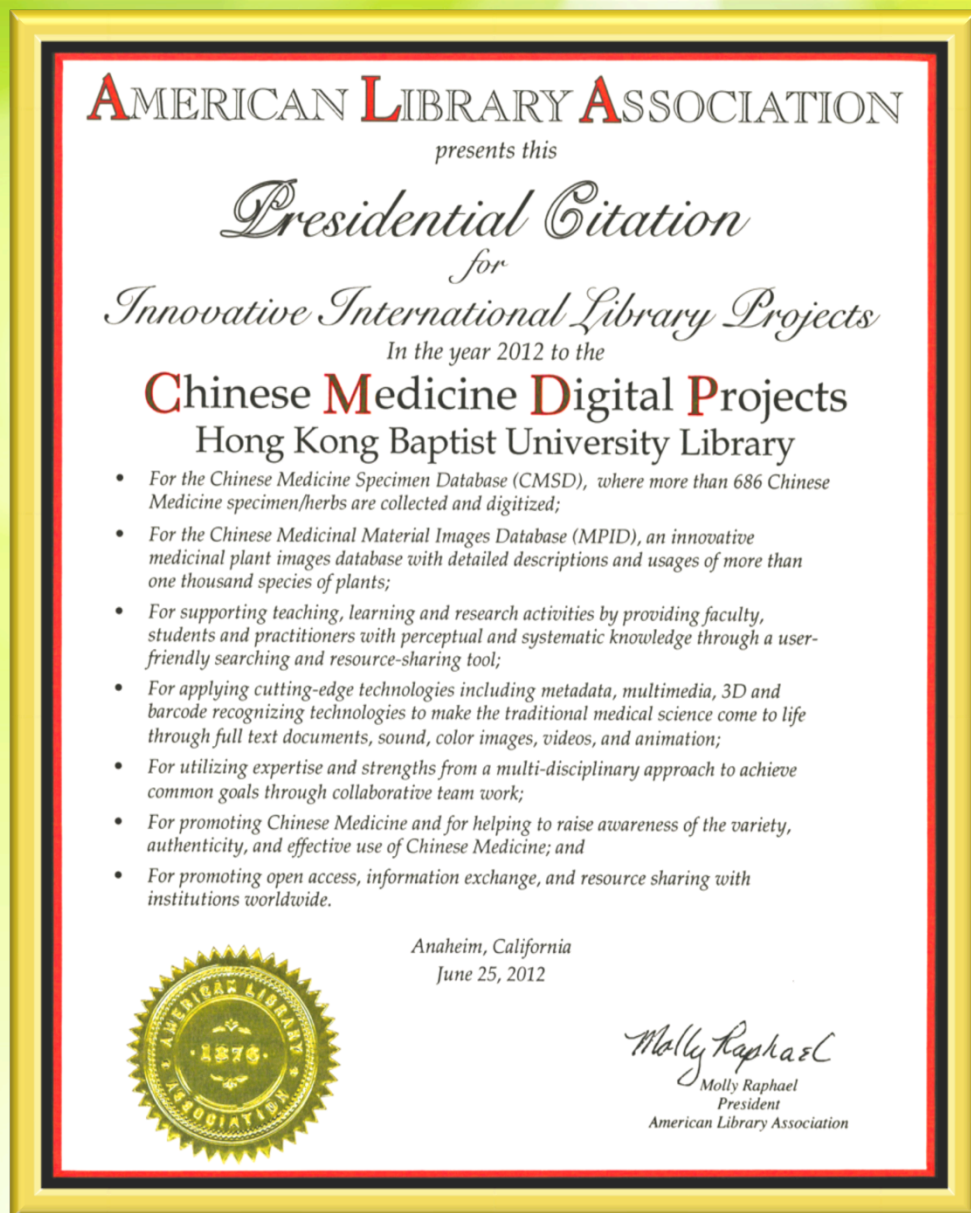 AMERICAN LIBRARY ASSOCIATION
presents this
Presidential Citation
for
Innovative International Library Projects
In the year 2012 to the
Chinese Medicine Digital Projects
Hong Kong Baptist University Library
• For the Chinese Medicine Specimen Database (CMSD), where more than 686 Chinese
Medicine specimen/herbs are collected and digitized;
• For the Chinese Medicinal Material Images Database (MPID), an innovative
medicinal plant images database with detailed descriptions and usages of more than
one thousand species of plants;
• For supporting teaching, learning and research activities by providing faculty,
students and practitioners with perceptual and systematic knowledge through a user-
friendly searching and resource-sharing tool;
• For applying cutting-edge technologies including metadata, multimedia, 3D and
barcode recognizing technologies to make the traditional medical science come to life
through full text documents, sound, color images, videos, and animation;
• For utilizing expertise and strengths from a multi-disciplinary approach to achieve
common goals through collaborative team work;
• For promoting Chinese Medicine and for helping to raise awareness of the variety,
authenticity, and effective use of Chinese Medicine; and
• For promoting open access, information exchange, and resource sharing with
institutions worldwide.
Anaheim, California
June 25, 2012
AMERICAN LIBRARY
1876
ASSOCIATION
Molly Raphael
Molly Raphael
President
American Library Association